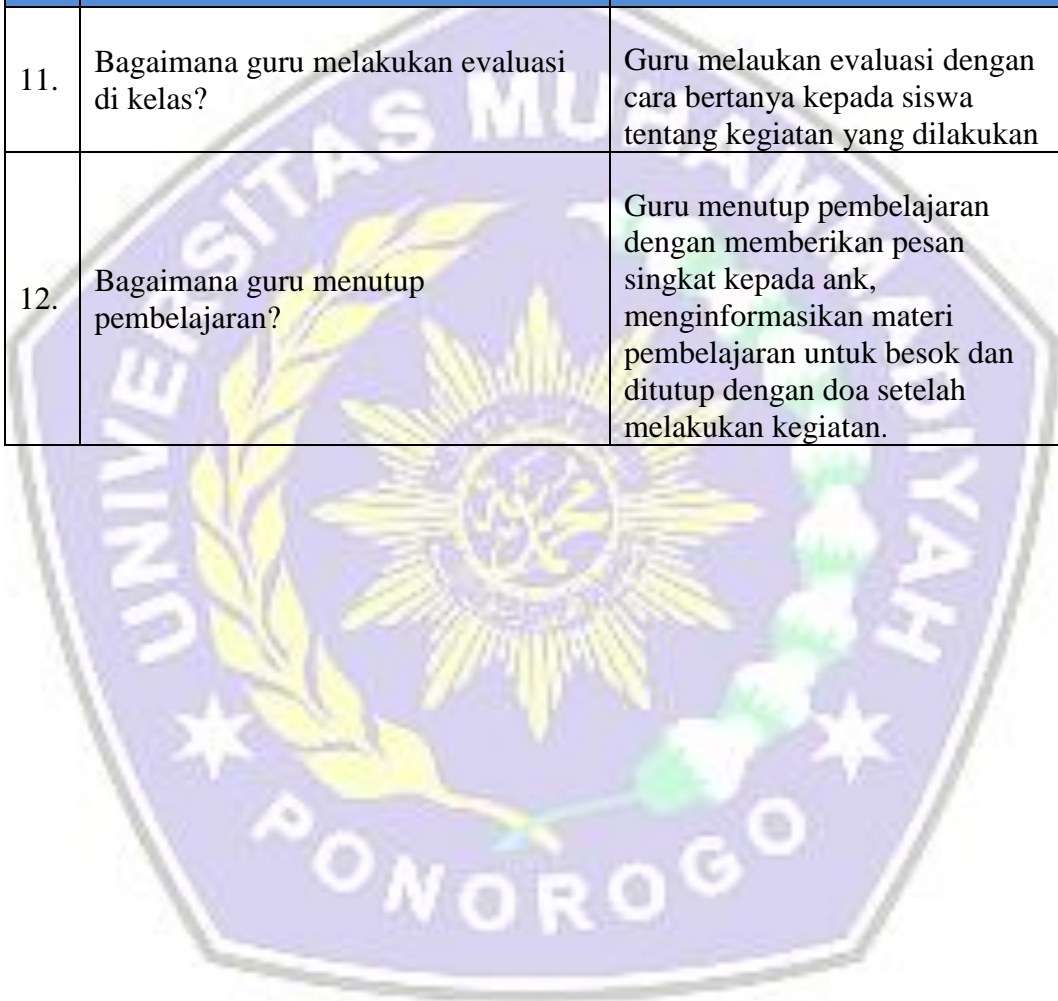 11.
Bagaimana guru melakukan evaluasi
di kelas?
Guru melaukan evaluasi dengan
cara bertanya kepada siswa
tentang kegiatan yang dilakukan
12.
Bagaimana guru menutup
pembelajaran?
Guru menutup pembelajaran
dengan memberikan pesan
singkat kepada ank,
menginformasikan materi
pembelajaran untuk besok dan
ditutup dengan doa setelah
melakukan kegiatan.
UNIVERSITAS MUHAMMADIYAH
PONOROGO